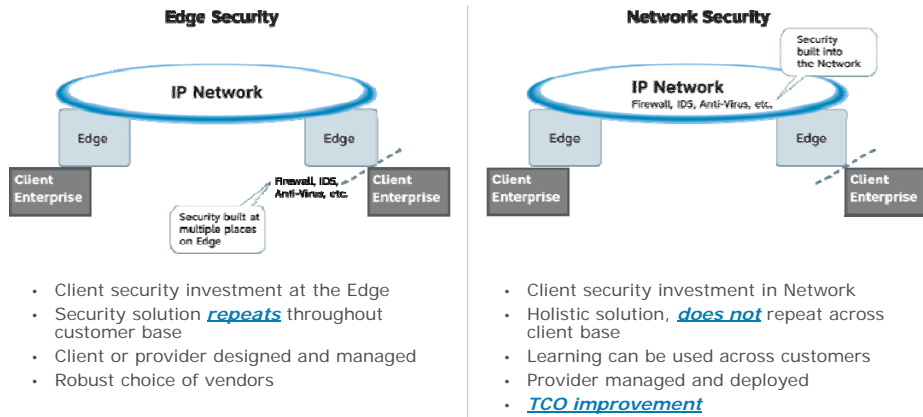 Edge Security
IP Network
Edge
Edge
Client
Enterprise
Firewall, IDS,
Anti-Virus, etc.
Client
Enterprise
Security built at
multiple places
on Edge
• Client security investment at the Edge
• Security solution repeats throughout
customer base
• Client or provider designed and managed
• Robust choice of vendors
Network Security
Security
built into
the Network
IP Network
Firewall, IDS, Anti-Virus, etc.
Edge
Edge
Client
Enterprise
Client
Enterprise
• Client security investment in Network
• Holistic solution, does not repeat across
client base
• Learning can be used across customers
• Provider managed and deployed
• TCO improvement